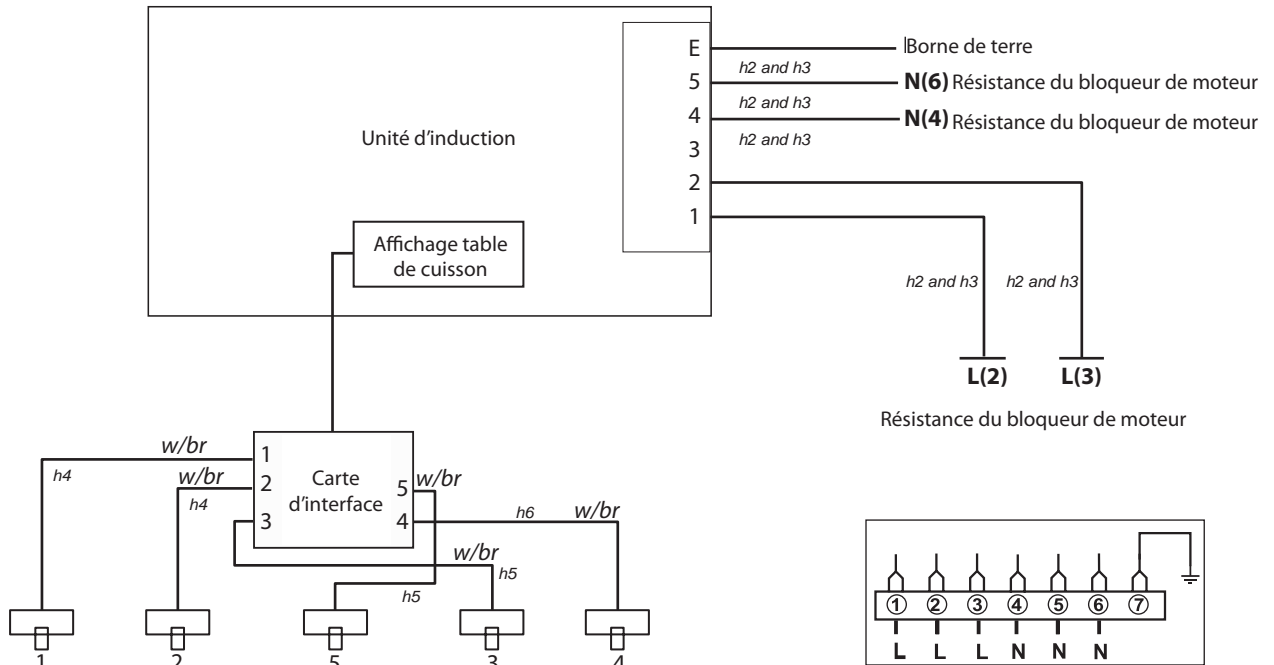 E
Borne de terre
h2 and h3
5
N(6) Résistance du bloqueur de moteur
h2 and h3
4
N(4) Résistance du bloqueur de moteur
h2 and h3
3
2
1
Unité d'induction
Affichage table
de cuisson
h2 and h3
h2 and h3
L(2)
L(3)
Résistance du bloqueur de moteur
w/br
h4
1
w/br
h4
2
3
Carte
d'interface
5
w/br
4
h6
w/br
w/br
h5
h5
1
2
5
3
4
1 2 3 4 5 6 7
L L L N N N